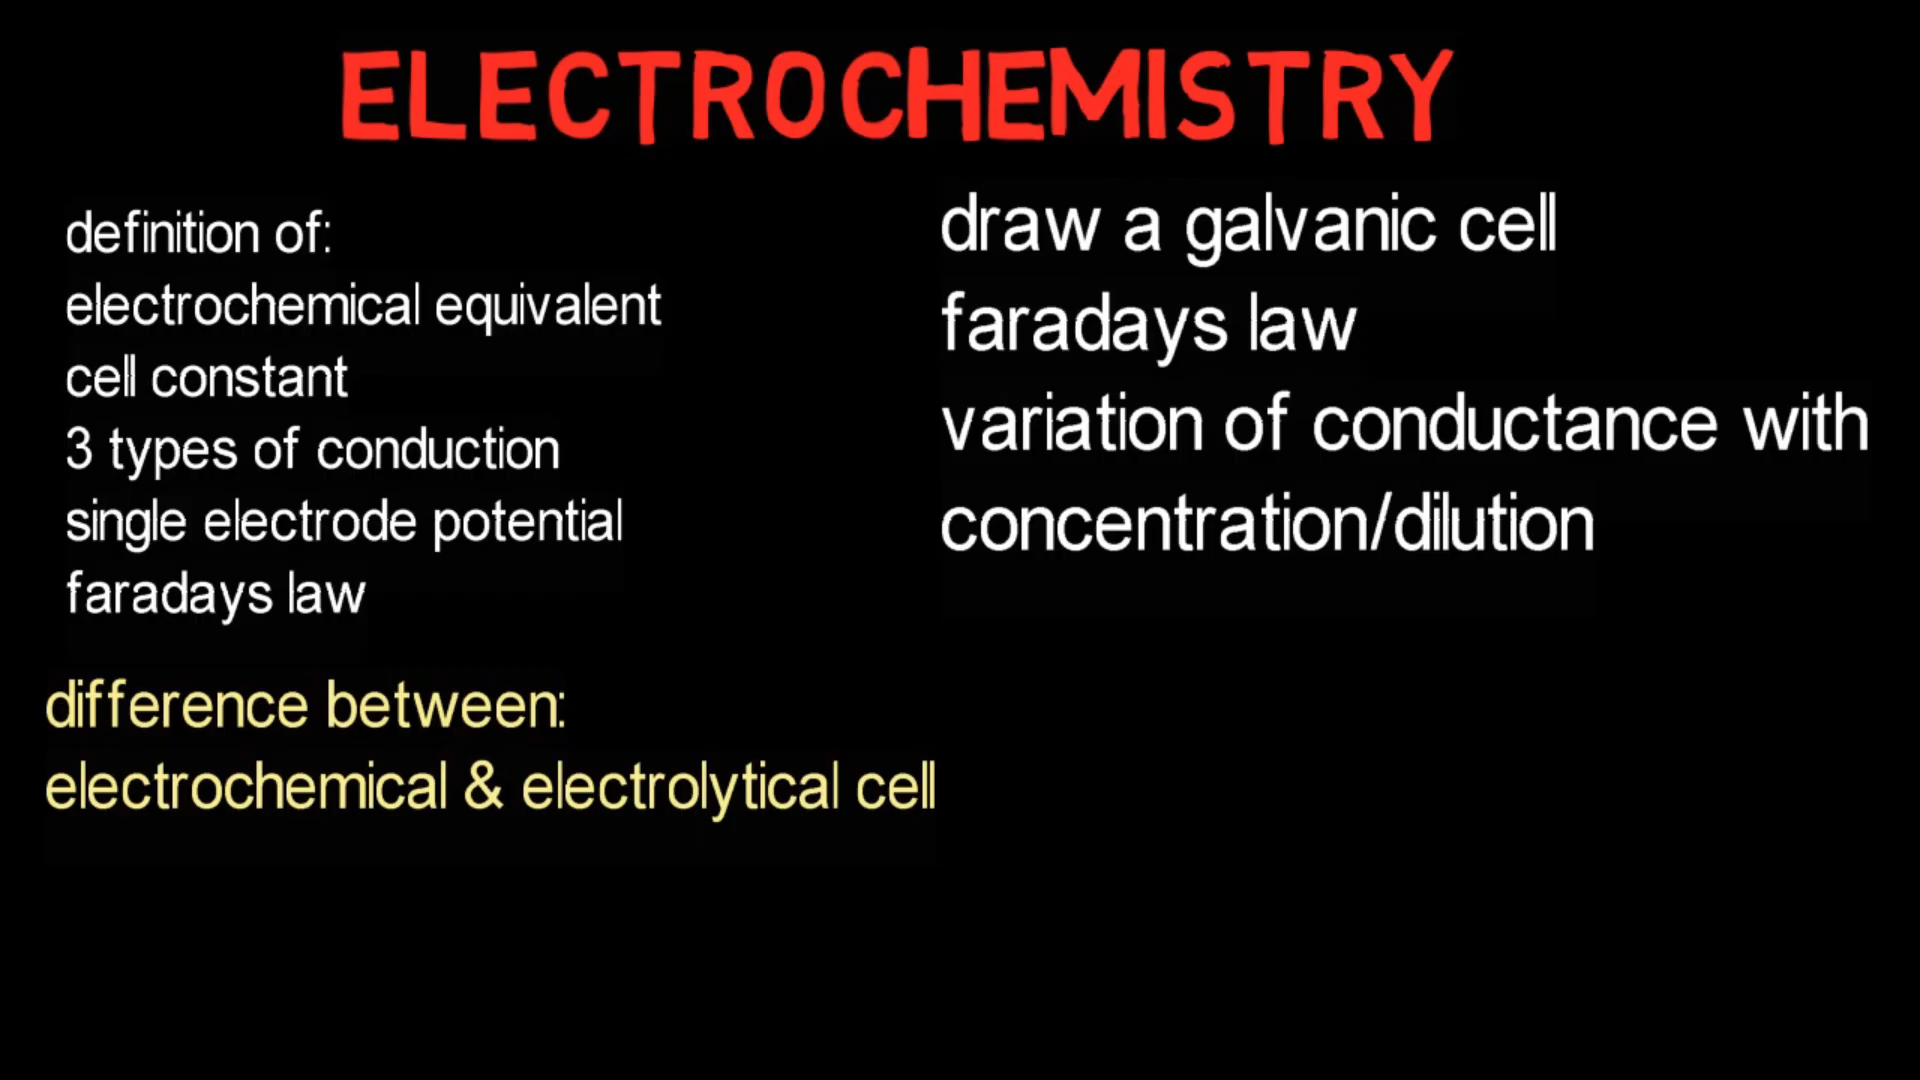 ELECTROCHEMISTRY
definition of:
electrochemical equivalent
cell constant
3 types of conduction
single electrode potential
faradays law
difference between:
electrochemical & electrolytical cell
draw a galvanic cell
faradays law
variation of conductance with
concentration/dilution